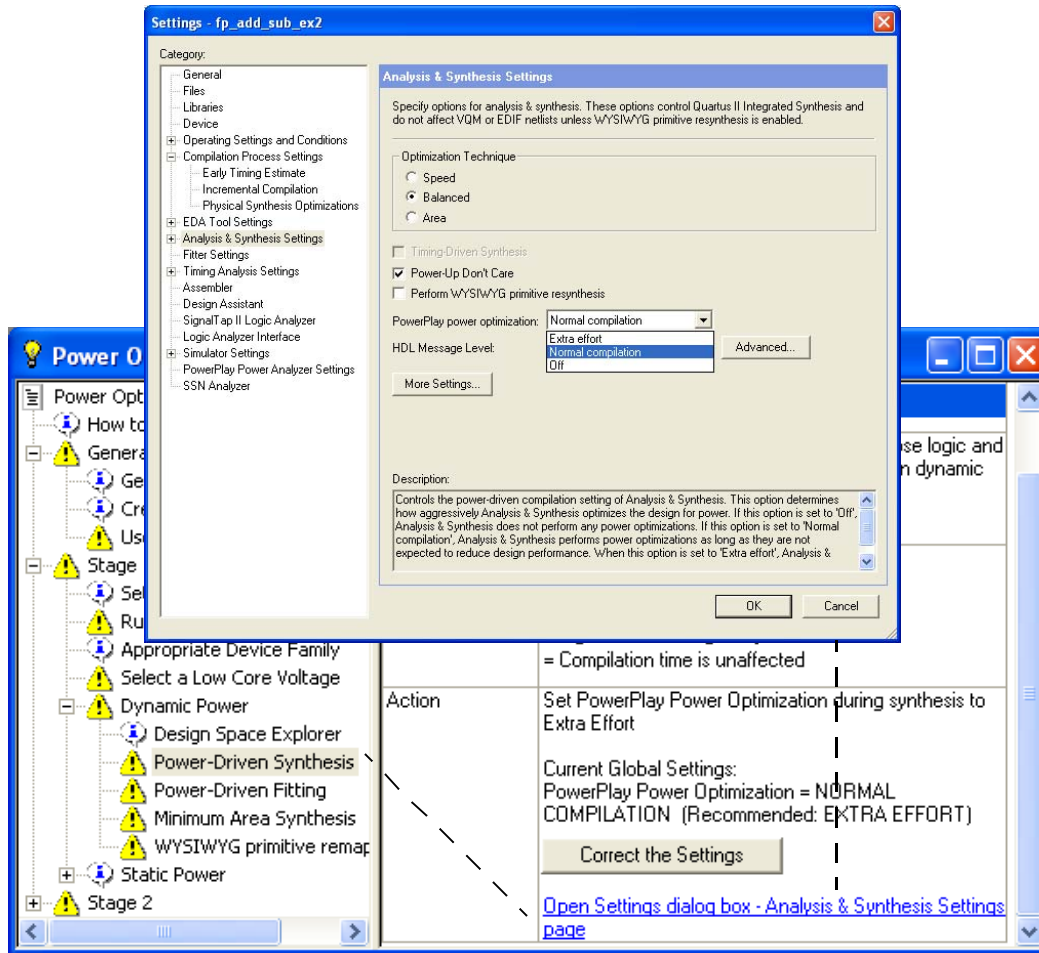 Settings - fp_add_sub_ex2
Category:
General
Files
Libraries
Device
Operating Settings and Conditions
Compilation Process Settings
Early Timing Estimate
Incremental Compilation
Physical Synthesis Optimizations
EDA Tool Settings
Analysis & Synthesis Settings
Fitter Settings
Timing Analysis Settings
Assembler
Design Assistant
SignalTap II Logic Analyzer
Logic Analyzer Interface
Simulator Settings
PowerPlay Power Analyzer Settings
SSN Analyzer
Analysis & Synthesis Settings
Specify options for analysis & synthesis. These options control Quartus II Integrated Synthesis and
do not affect VQM or EDIF netlists unless WYSIWYG primitive resynthesis is enabled.
Optimization Technique
Speed
Balanced
Area
Timing-Driven Synthesis
Power-Up Don't Care
Perform WYSIWYG primitive resynthesis
PowerPlay power optimization: Normal compilation
Extra effort
HDL Message Level: Normal compilation Advanced...
Off
More Settings...
Description:
Controls the power-driven compilation setting of Analysis & Synthesis. This option determines
how aggressively Analysis & Synthesis optimizes the design for power. If this option is set to 'Off',
Analysis & Synthesis does not perform any power optimizations. If this option is set to 'Normal
compilation', Analysis & Synthesis performs power optimizations as long as they are not
expected to reduce design performance. When this option is set to 'Extra effort', Analysis &
OK Cancel
Power O
Power Opt
How to
Genera
Ge
Cre
Us
Stage
Sel
Ru
Appropriate Device Family
Select a Low Core Voltage
Dynamic Power
Design Space Explorer
Power-Driven Synthesis
Power-Driven Fitting
Minimum Area Synthesis
WYSIWYG primitive remap
Static Power
Stage 2
se logic and
n dynamic
= Compilation time is unaffected
Action
Set PowerPlay Power Optimization during synthesis to
Extra Effort
Current Global Settings:
PowerPlay Power Optimization = NORMAL
COMPILATION (Recommended: EXTRA EFFORT)
Correct the Settings
Open Settings dialog box - Analysis & Synthesis Settings
page